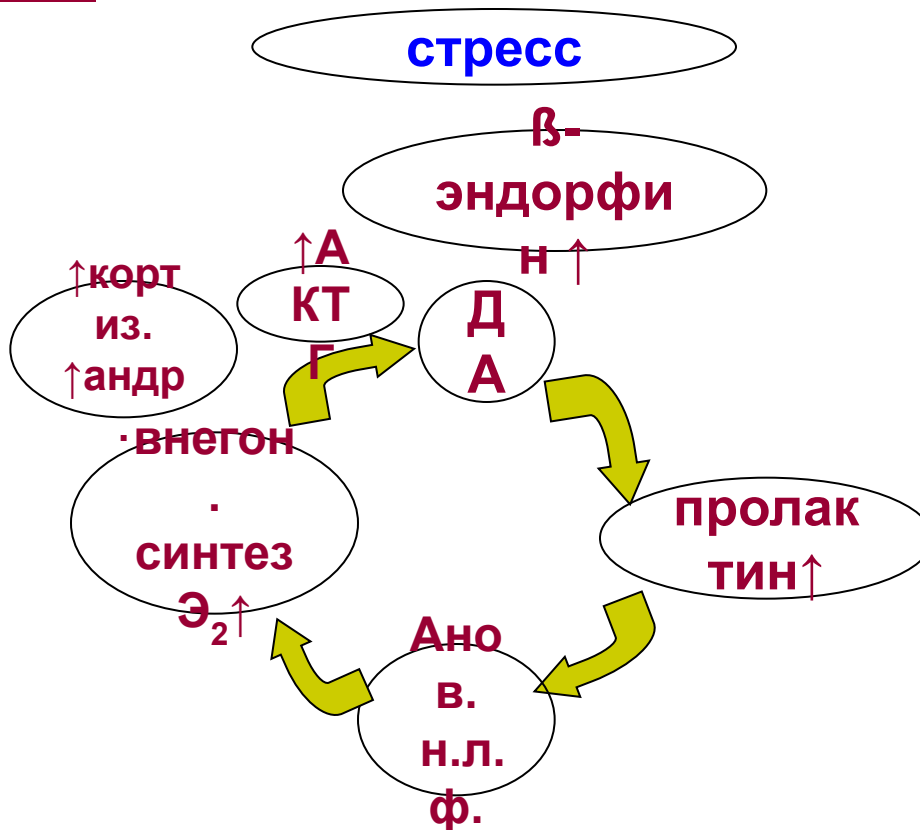 стресс
ß-
эндорфи
н ↑
↑А
КТ
Г
↑корт
из.
↑андр
Д
А
·внегон
.
синтез
Э₂↑
пролак
тин↑
Ано
в.
н.л.
ф.